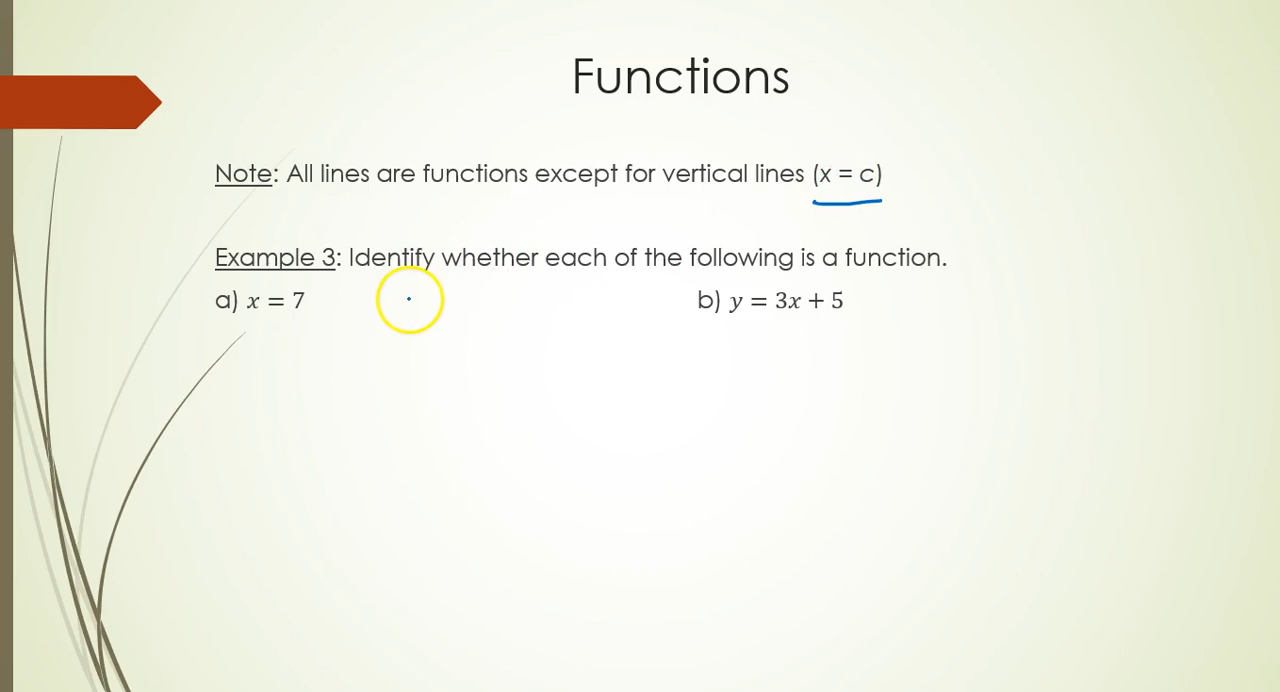 Functions
Note: All lines are functions except for vertical lines (x = c)
Example 3: Identify whether each of the following is a function.
a) x = 7 b) y = 3x + 5